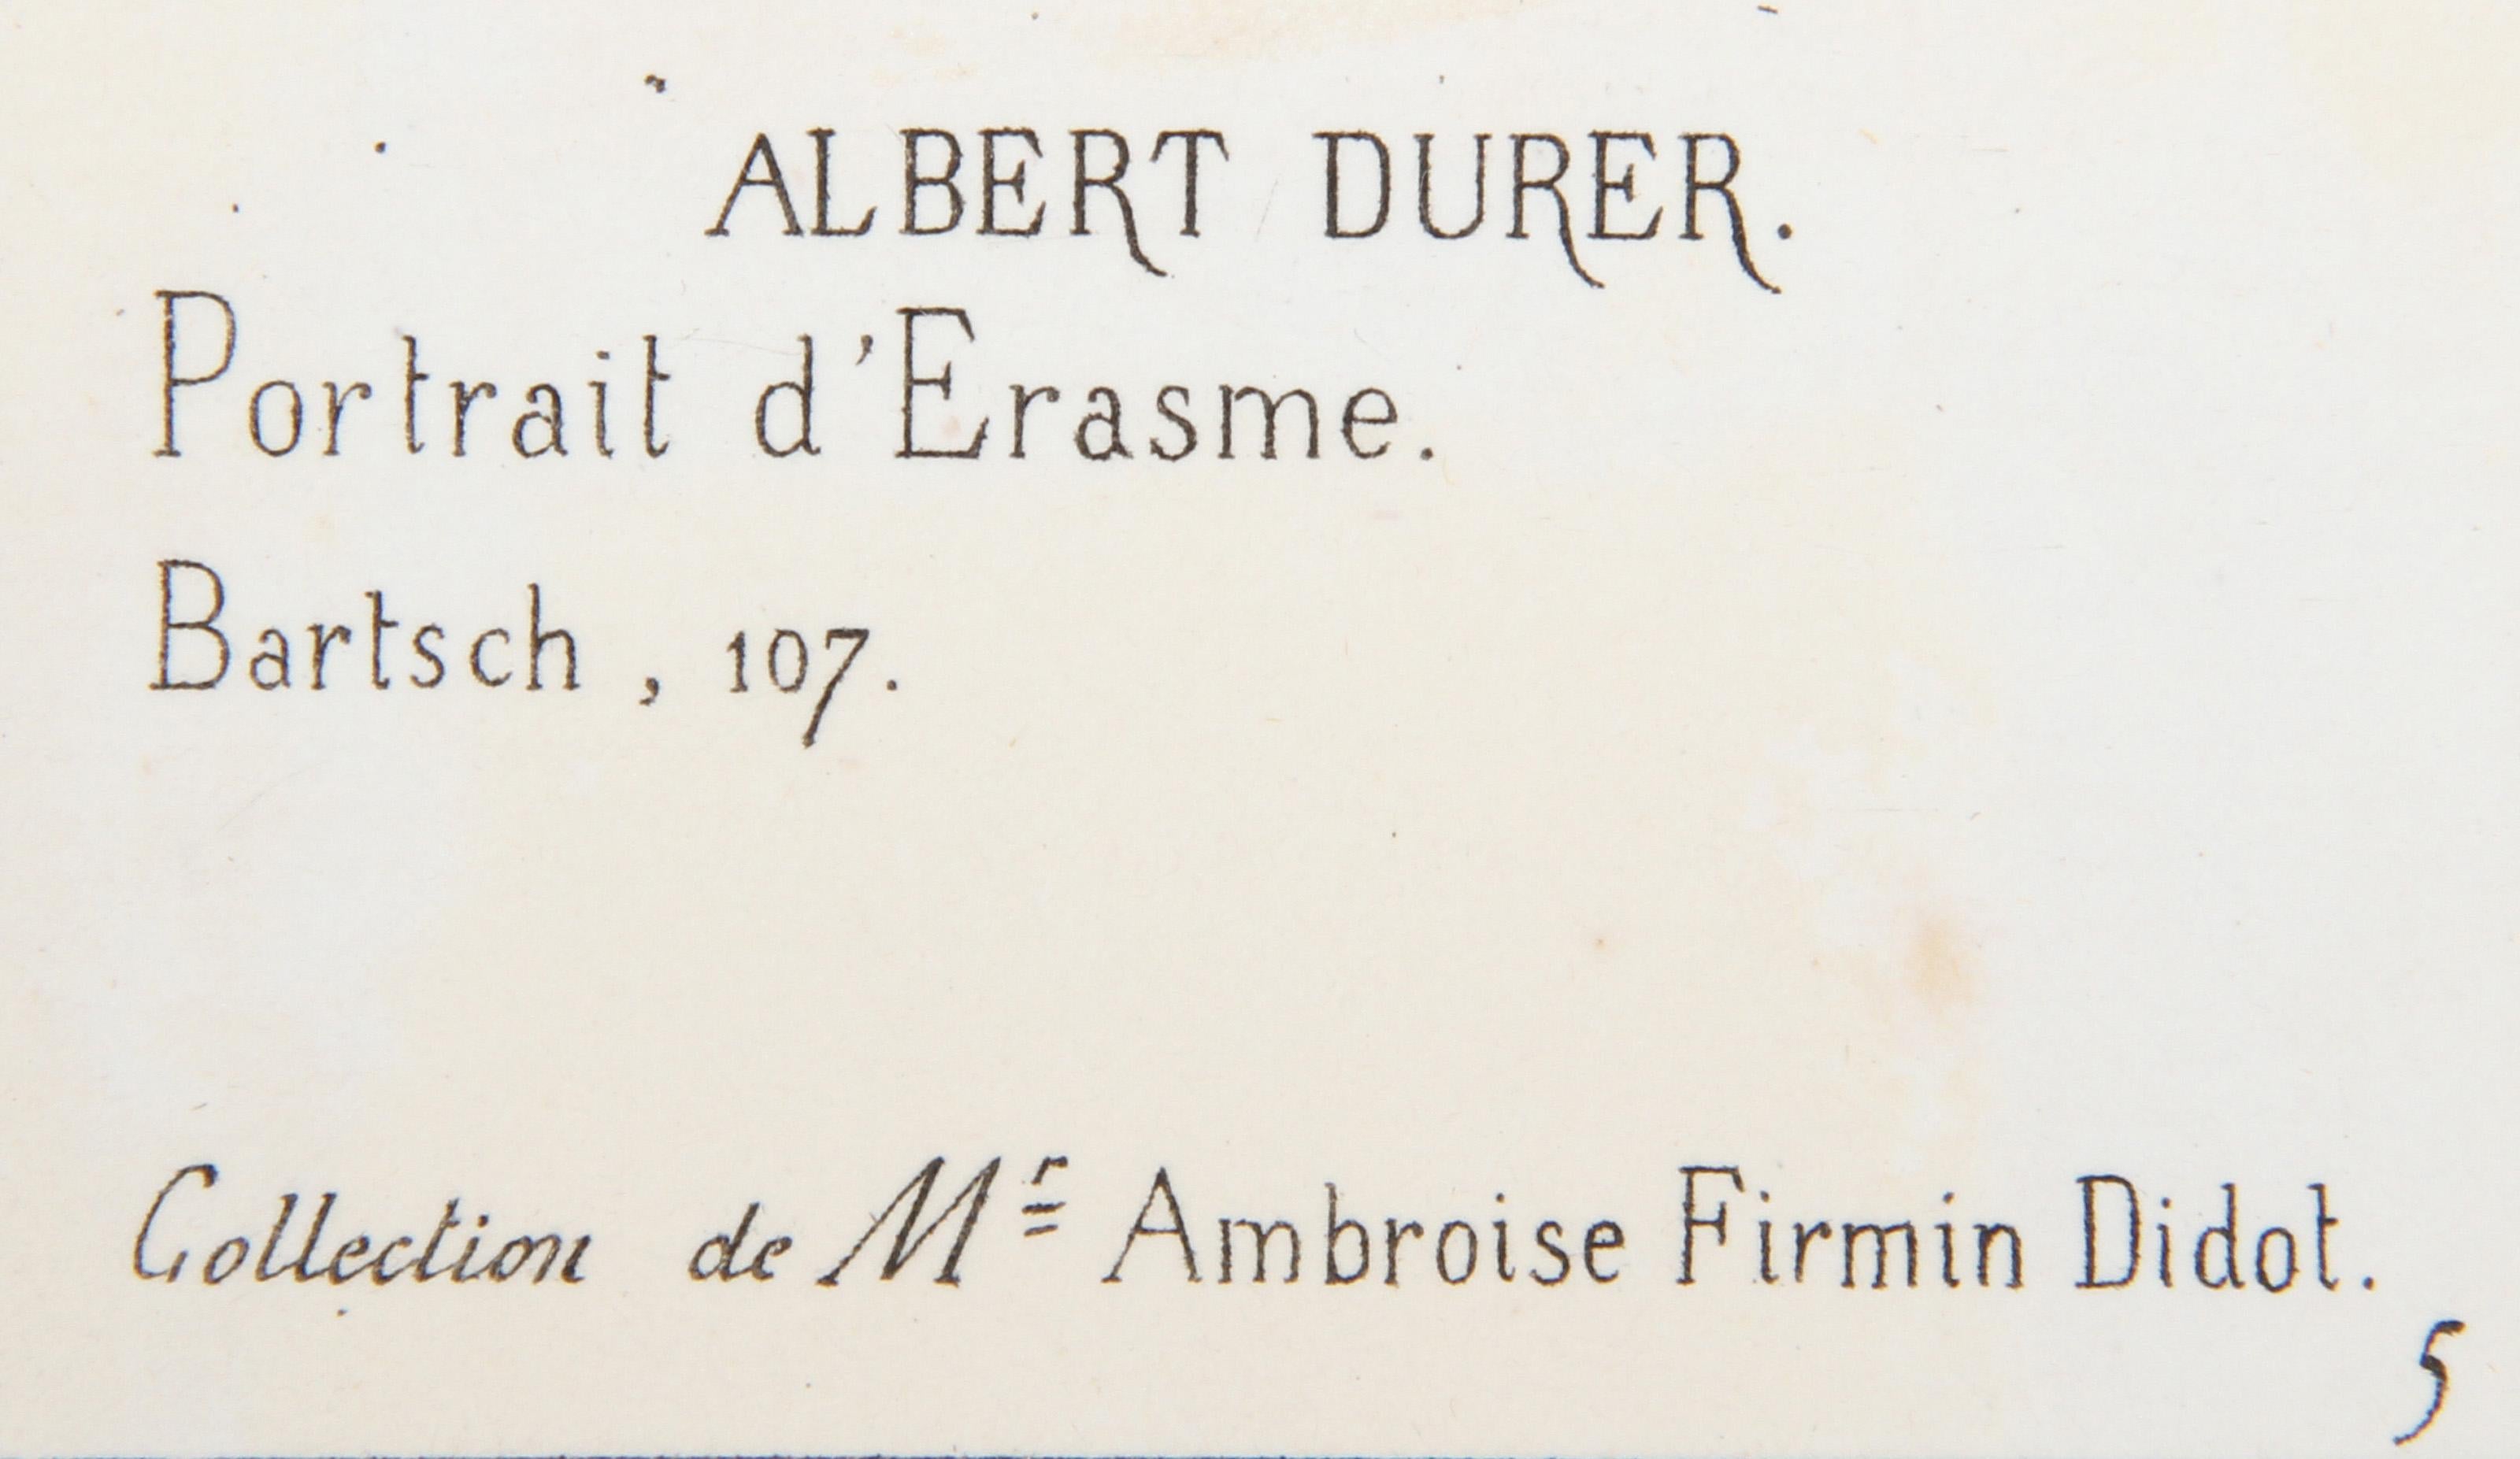 ALBERT DURER.
Portrait d'Erasme.
Bartsch, 107.
Collection de Mr Ambroise Firmin Didot.
5